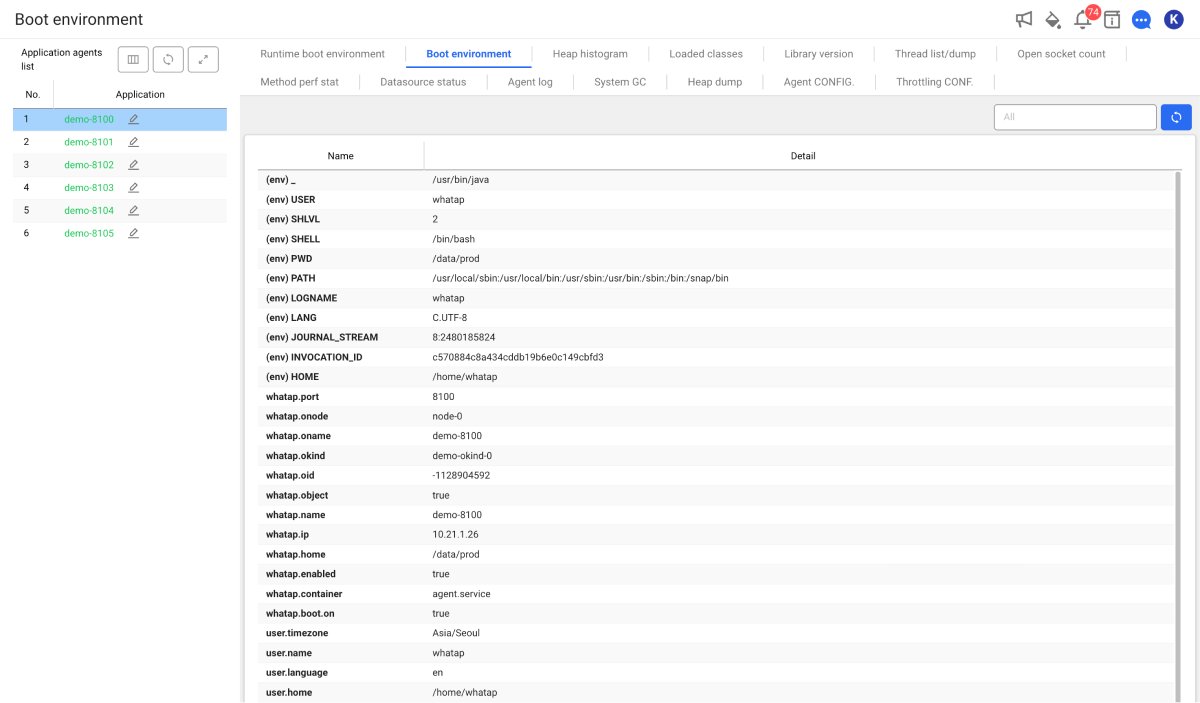 Boot environment
74
K
Application agents list
No. Application
1 demo-8100
2 demo-8101
3 demo-8102
4 demo-8103
5 demo-8104
6 demo-8105
Runtime boot environment Boot environment Heap histogram Loaded classes Library version Thread list/dump Open socket count
Method perf stat Datasource status Agent log System GC Heap dump Agent CONFIG. Throttling CONF.
All
Name Detail
(env) _ /usr/bin/java
(env) USER whatap
(env) SHLVL 2
(env) SHELL /bin/bash
(env) PWD /data/prod
(env) PATH /usr/local/sbin:/usr/local/bin:/usr/sbin:/usr/bin:/sbin:/bin:/snap/bin
(env) LOGNAME whatap
(env) LANG C.UTF-8
(env) JOURNAL_STREAM 8:2480185824
(env) INVOCATION_ID c570884c8a434cddb19b6e0c149cbfd3
(env) HOME /home/whatap
whatap.port 8100
whatap.onode node-0
whatap.oname demo-8100
whatap.okind demo-okind-0
whatap.oid -1128904592
whatap.object true
whatap.name demo-8100
whatap.ip 10.21.1.26
whatap.home /data/prod
whatap.enabled true
whatap.container agent.service
whatap.boot.on true
user.timezone Asia/Seoul
user.name whatap
user.language en
user.home /home/whatap